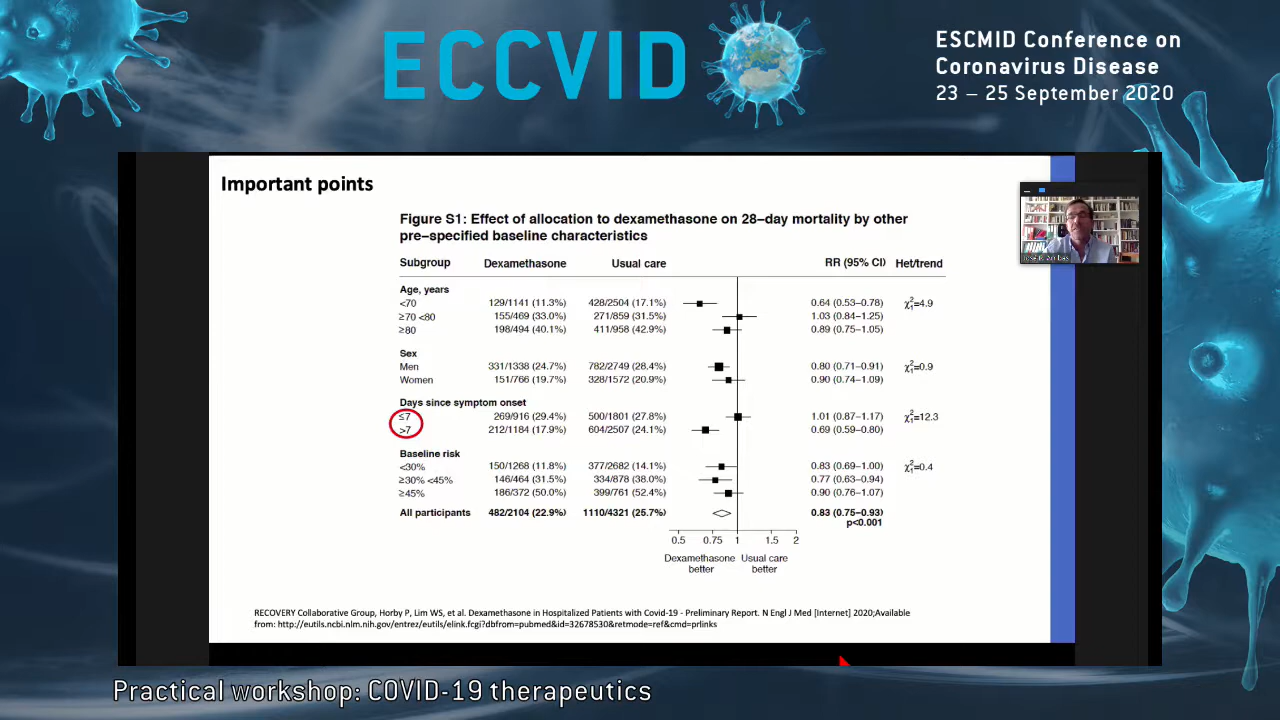 ECCVID
ESCMID Conference on
Coronavirus Disease
23 – 25 September 2020
Important points
Figure S1: Effect of allocation to dexamethasone on 28–day mortality by other
pre–specified baseline characteristics
Subgroup Dexamethasone Usual care RR (95% CI) Het/trend
Age, years
<70 129/1141 (11.3%) 428/2504 (17.1%) 0.64 (0.53–0.78) χ²₁=4.9
≥70 <80 155/469 (33.0%) 271/859 (31.5%) 1.03 (0.84–1.25)
≥80 198/494 (40.1%) 411/958 (42.9%) 0.89 (0.75–1.05)
Sex
Men 331/1338 (24.7%) 782/2749 (28.4%) 0.80 (0.71–0.91) χ²₁=0.9
Women 151/766 (19.7%) 328/1572 (20.9%) 0.90 (0.74–1.09)
Days since symptom onset
≤7 269/916 (29.4%) 500/1801 (27.8%) 1.01 (0.87–1.17) χ²₁=12.3
>7 212/1184 (17.9%) 604/2507 (24.1%) 0.69 (0.59–0.80)
Baseline risk
<30% 150/1268 (11.8%) 377/2682 (14.1%) 0.83 (0.69–1.00) χ²₁=0.4
≥30% <45% 146/464 (31.5%) 334/878 (38.0%) 0.77 (0.63–0.94)
≥45% 186/372 (50.0%) 399/761 (52.4%) 0.90 (0.76–1.07)
All participants 482/2104 (22.9%) 1110/4321 (25.7%) 0.83 (0.75–0.93)
p<0.001
0.5 0.75 1 1.5 2
Dexamethasone Usual care
better better
RECOVERY Collaborative Group, Horby P, Lim WS, et al. Dexamethasone in Hospitalized Patients with Covid-19 - Preliminary Report. N Engl J Med [Internet] 2020;Available
from: http://eutils.ncbi.nlm.nih.gov/entrez/eutils/elink.fcgi?dbfrom=pubmed&id=32678530&retmode=ref&cmd=prlinks
Practical workshop: COVID-19 therapeutics